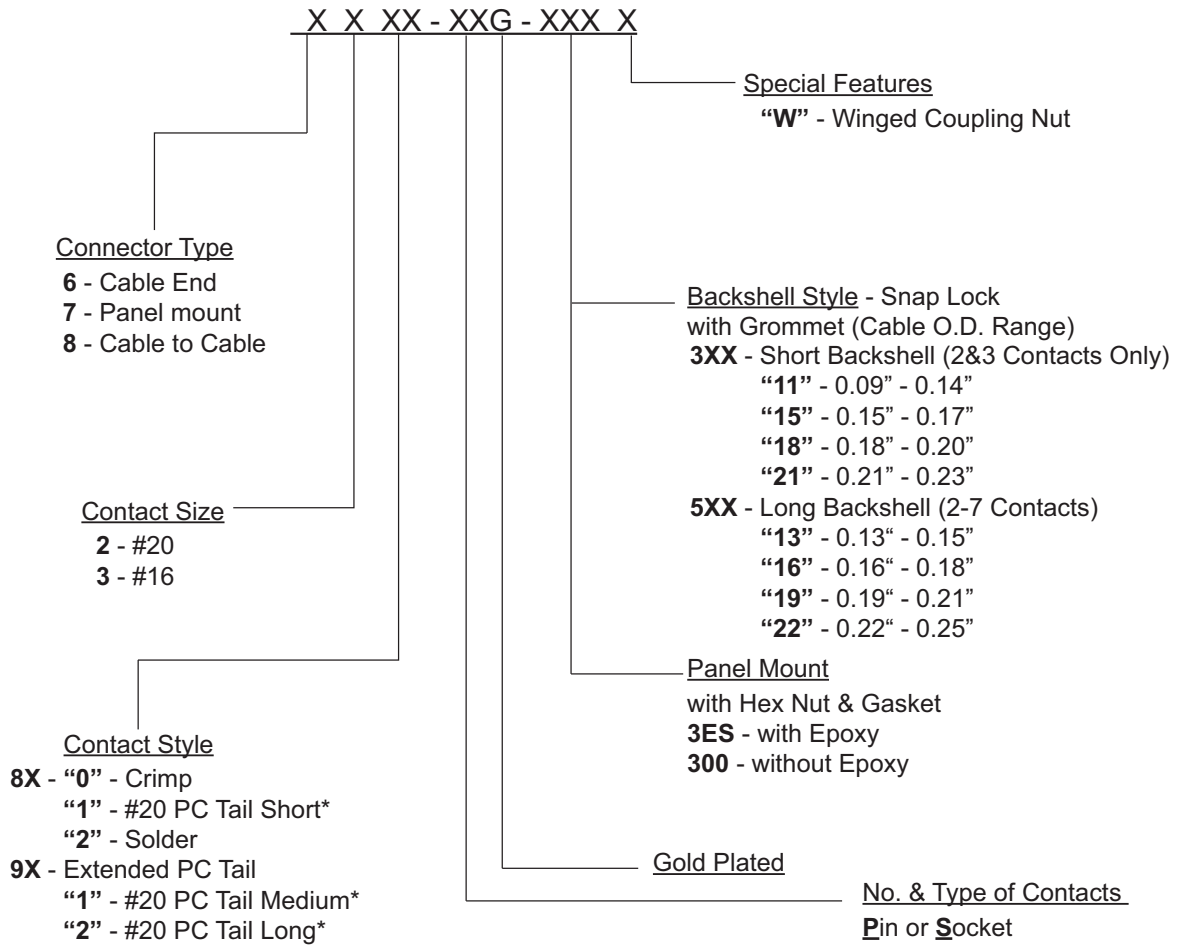 X X XX - XXG - XXX X
Special Features
“W” - Winged Coupling Nut
Connector Type
6 - Cable End
7 - Panel mount
8 - Cable to Cable
Backshell Style - Snap Lock
with Grommet (Cable O.D. Range)
3XX - Short Backshell (2&3 Contacts Only)
“11” - 0.09” - 0.14”
“15” - 0.15” - 0.17”
“18” - 0.18” - 0.20”
“21” - 0.21” - 0.23”
5XX - Long Backshell (2-7 Contacts)
“13” - 0.13“ - 0.15”
“16” - 0.16“ - 0.18”
“19” - 0.19“ - 0.21”
“22” - 0.22“ - 0.25”
Contact Size
2 - #20
3 - #16
Panel Mount
with Hex Nut & Gasket
3ES - with Epoxy
300 - without Epoxy
Contact Style
8X - “0” - Crimp
“1” - #20 PC Tail Short*
“2” - Solder
9X - Extended PC Tail
“1” - #20 PC Tail Medium*
“2” - #20 PC Tail Long*
Gold Plated
No. & Type of Contacts
Pin or Socket